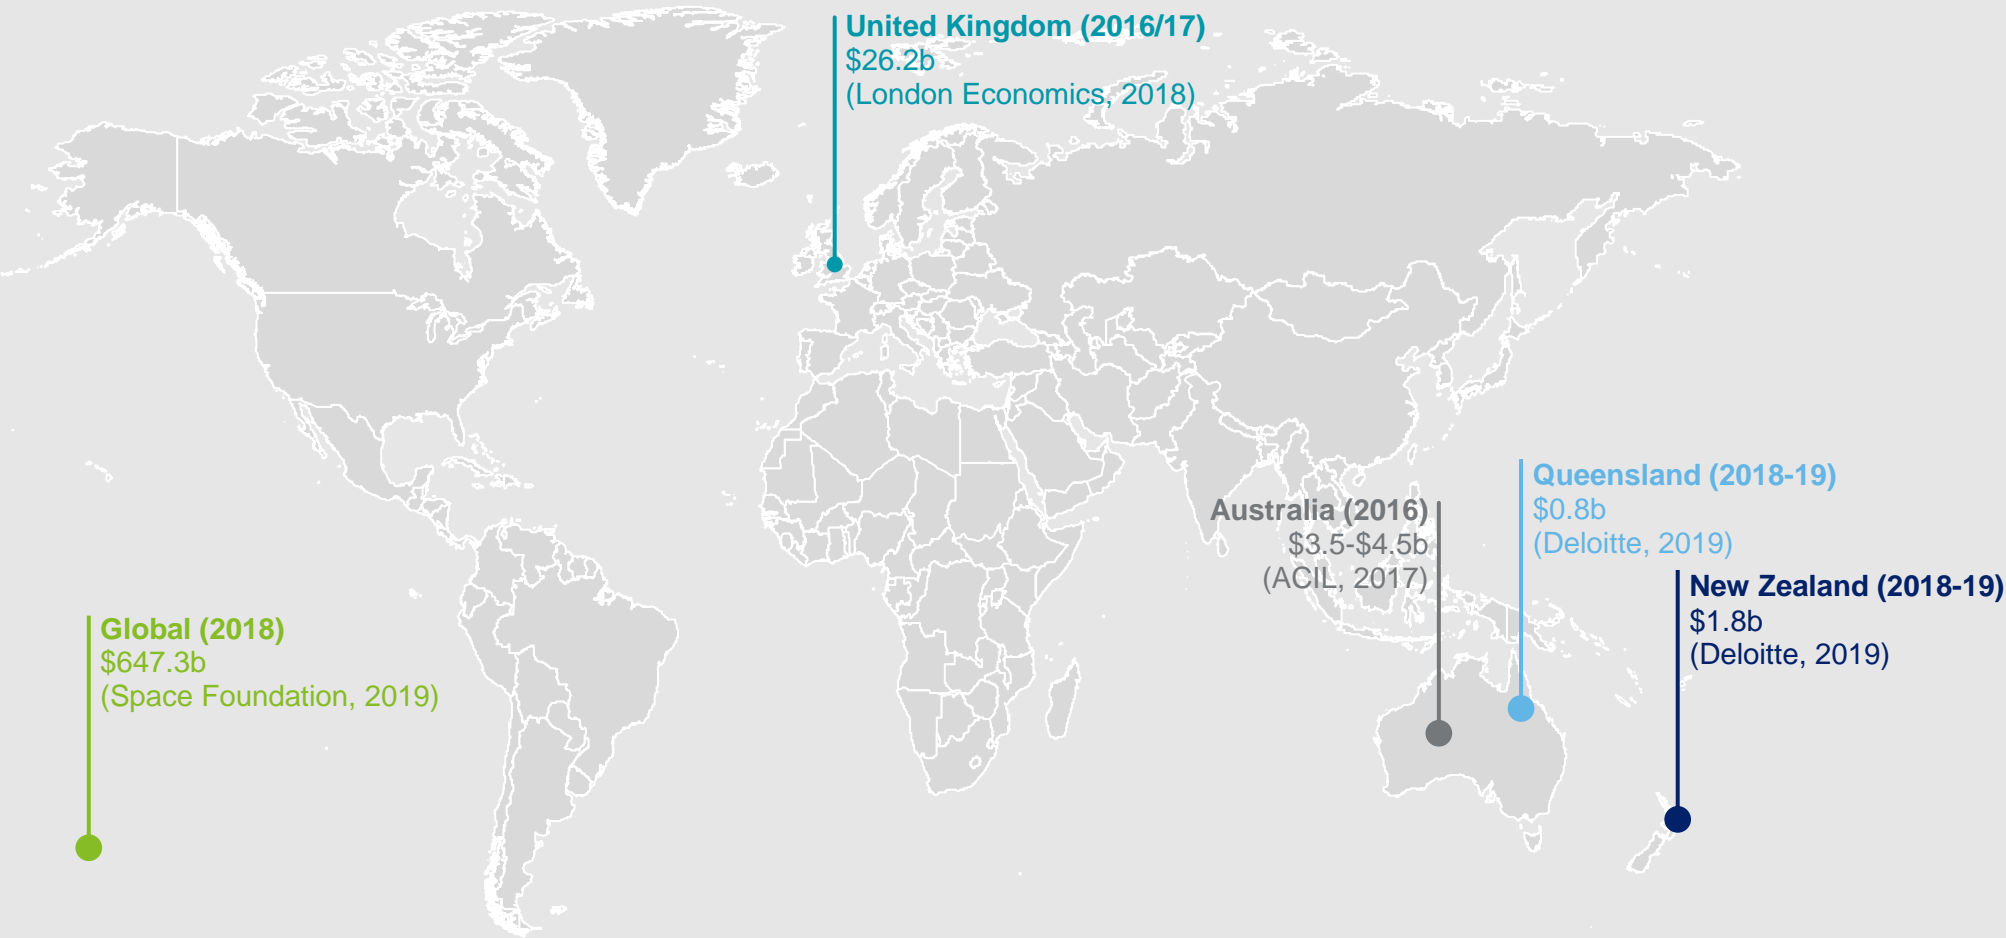 United Kingdom (2016/17)
$26.2b
(London Economics, 2018)
Queensland (2018-19)
$0.8b
(Deloitte, 2019)
Australia (2016)
$3.5-$4.5b
(ACIL, 2017)
New Zealand (2018-19)
$1.8b
(Deloitte, 2019)
Global (2018)
$647.3b
(Space Foundation, 2019)